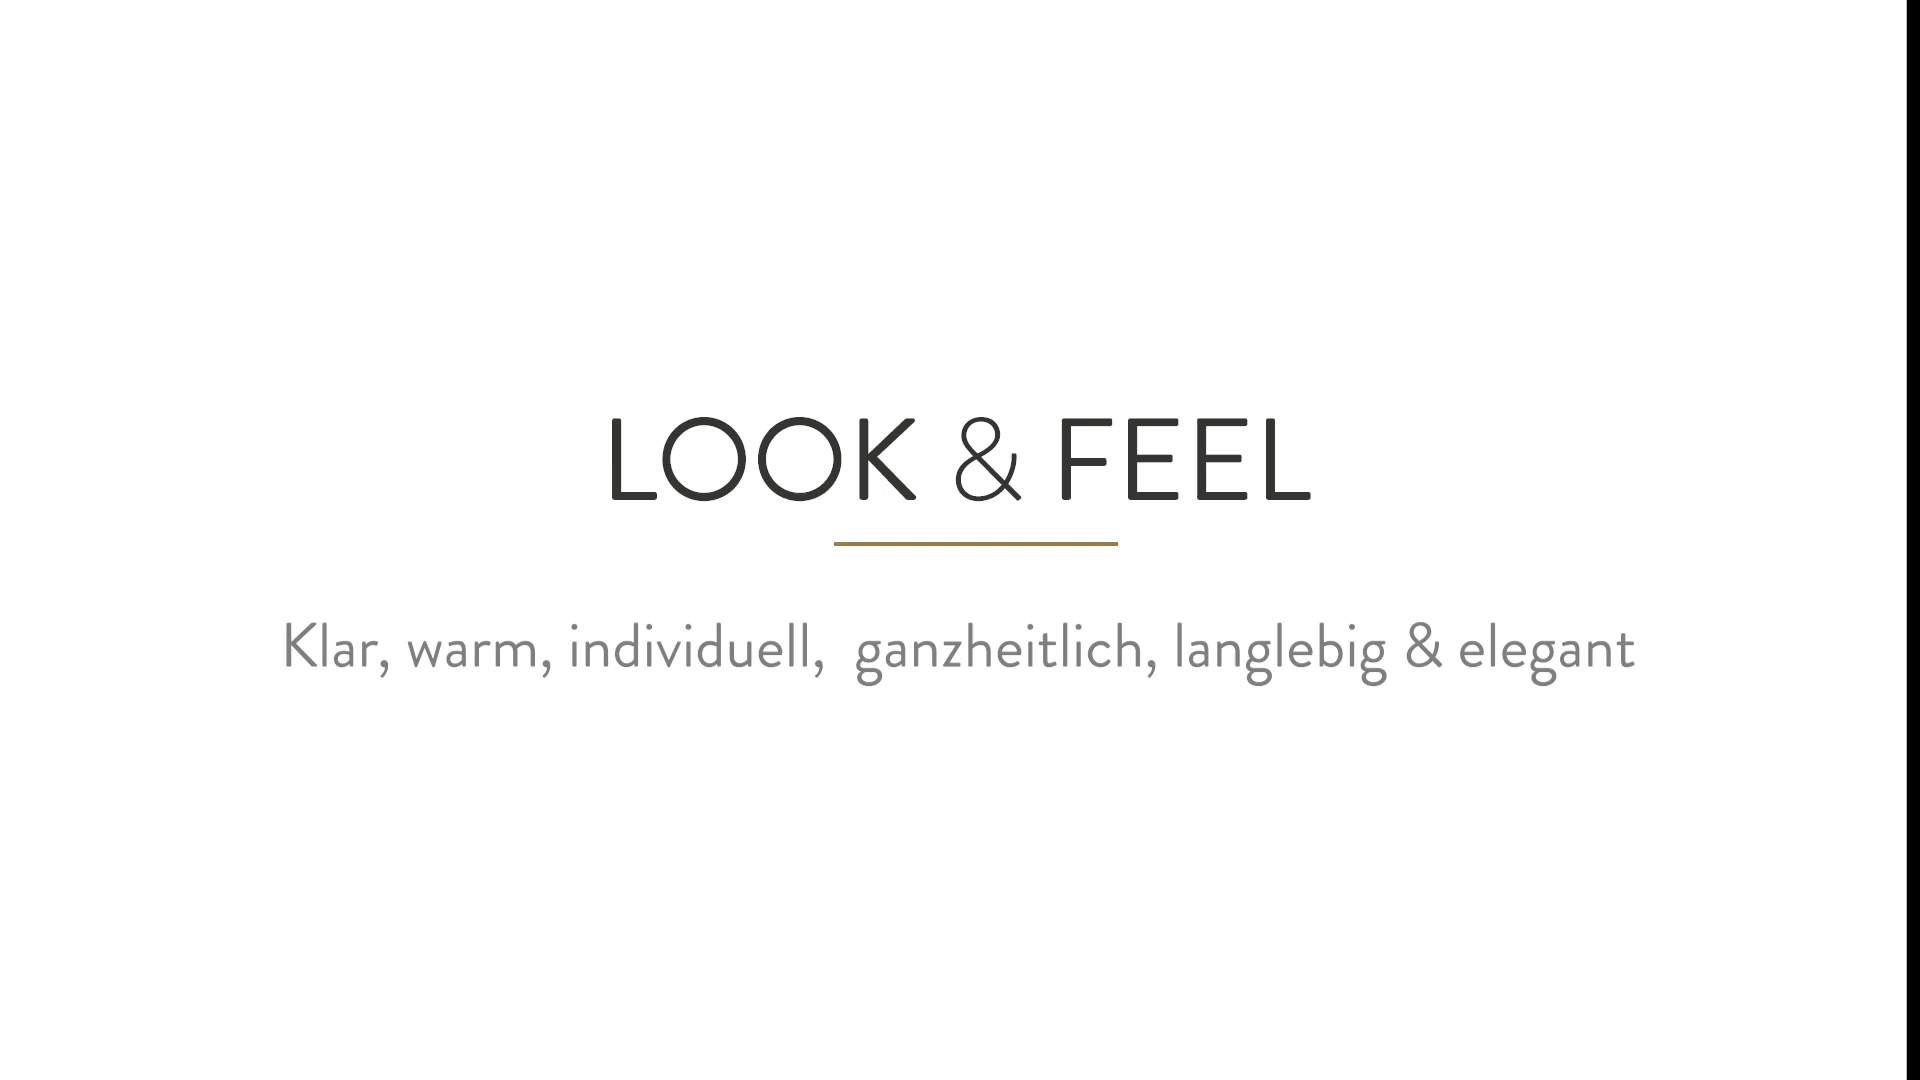 LOOK & FEEL
Klar, warm, individuell,  ganzheitlich, langlebig & elegant